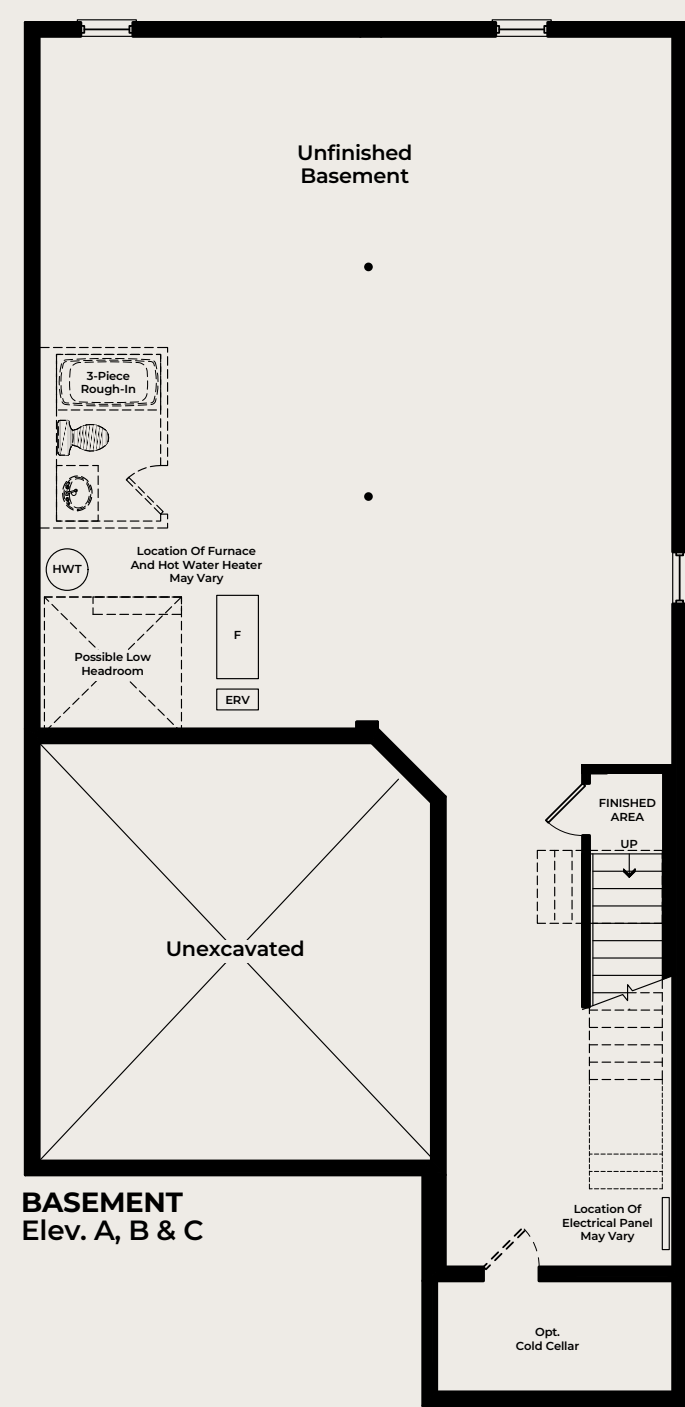 Unfinished
Basement
3-Piece
Rough-In
HWT
Location Of Furnace
And Hot Water Heater
May Vary
F
Possible Low
Headroom
ERV
FINISHED
AREA
UP
Unexcavated
BASEMENT
Elev. A, B & C
Location Of
Electrical Panel
May Vary
Opt.
Cold Cellar